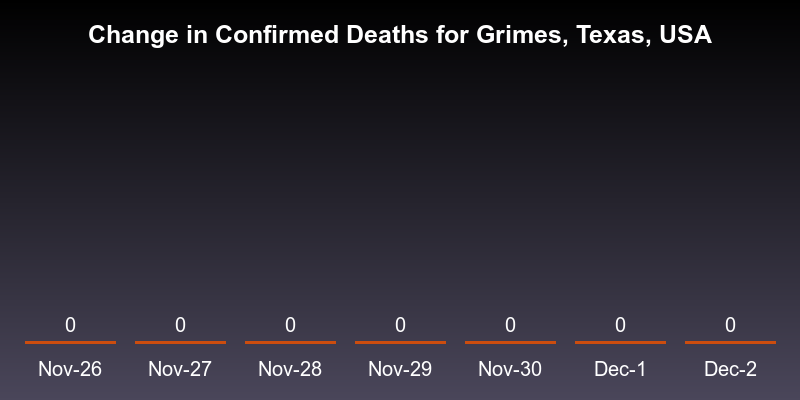 Change in Confirmed Deaths for Grimes, Texas, USA
0 0 0 0 0 0 0
Nov-26 Nov-27 Nov-28 Nov-29 Nov-30 Dec-1 Dec-2